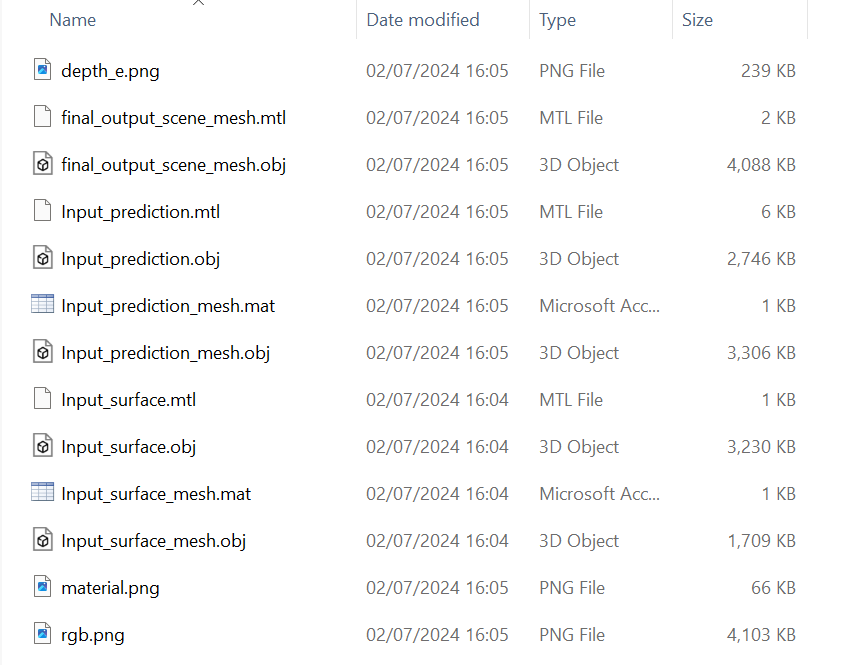 Name Date modified Type Size
depth_e.png 02/07/2024 16:05 PNG File 239 KB
final_output_scene_mesh.mtl 02/07/2024 16:05 MTL File 2 KB
final_output_scene_mesh.obj 02/07/2024 16:05 3D Object 4,088 KB
Input_prediction.mtl 02/07/2024 16:05 MTL File 6 KB
Input_prediction.obj 02/07/2024 16:05 3D Object 2,746 KB
Input_prediction_mesh.mat 02/07/2024 16:05 Microsoft Acc... 1 KB
Input_prediction_mesh.obj 02/07/2024 16:05 3D Object 3,306 KB
Input_surface.mtl 02/07/2024 16:04 MTL File 1 KB
Input_surface.obj 02/07/2024 16:04 3D Object 3,230 KB
Input_surface_mesh.mat 02/07/2024 16:04 Microsoft Acc... 1 KB
Input_surface_mesh.obj 02/07/2024 16:04 3D Object 1,709 KB
material.png 02/07/2024 16:05 PNG File 66 KB
rgb.png 02/07/2024 16:05 PNG File 4,103 KB